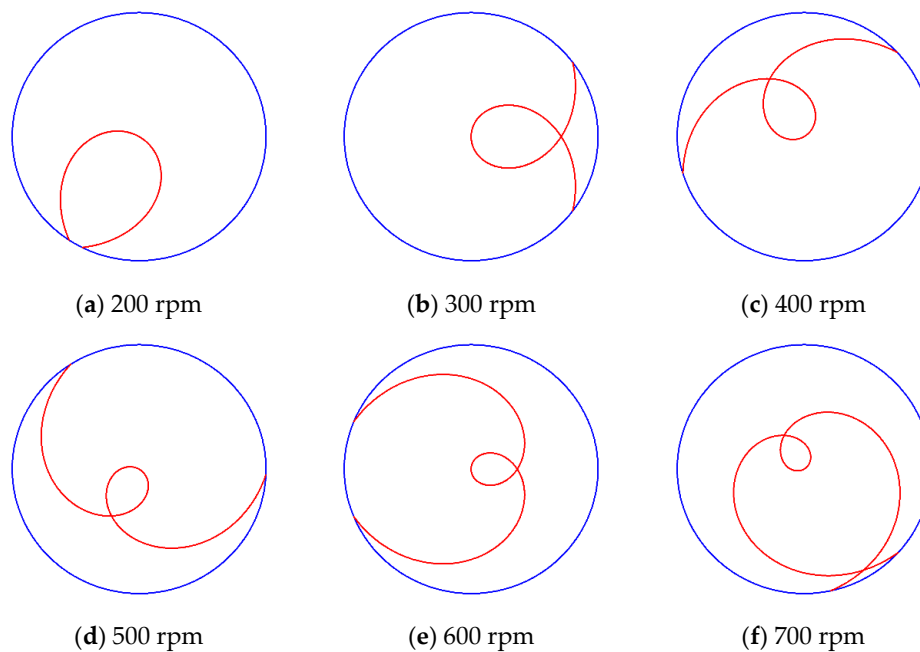 (a) 200 rpm
(b) 300 rpm
(c) 400 rpm
(d) 500 rpm
(e) 600 rpm
(f) 700 rpm